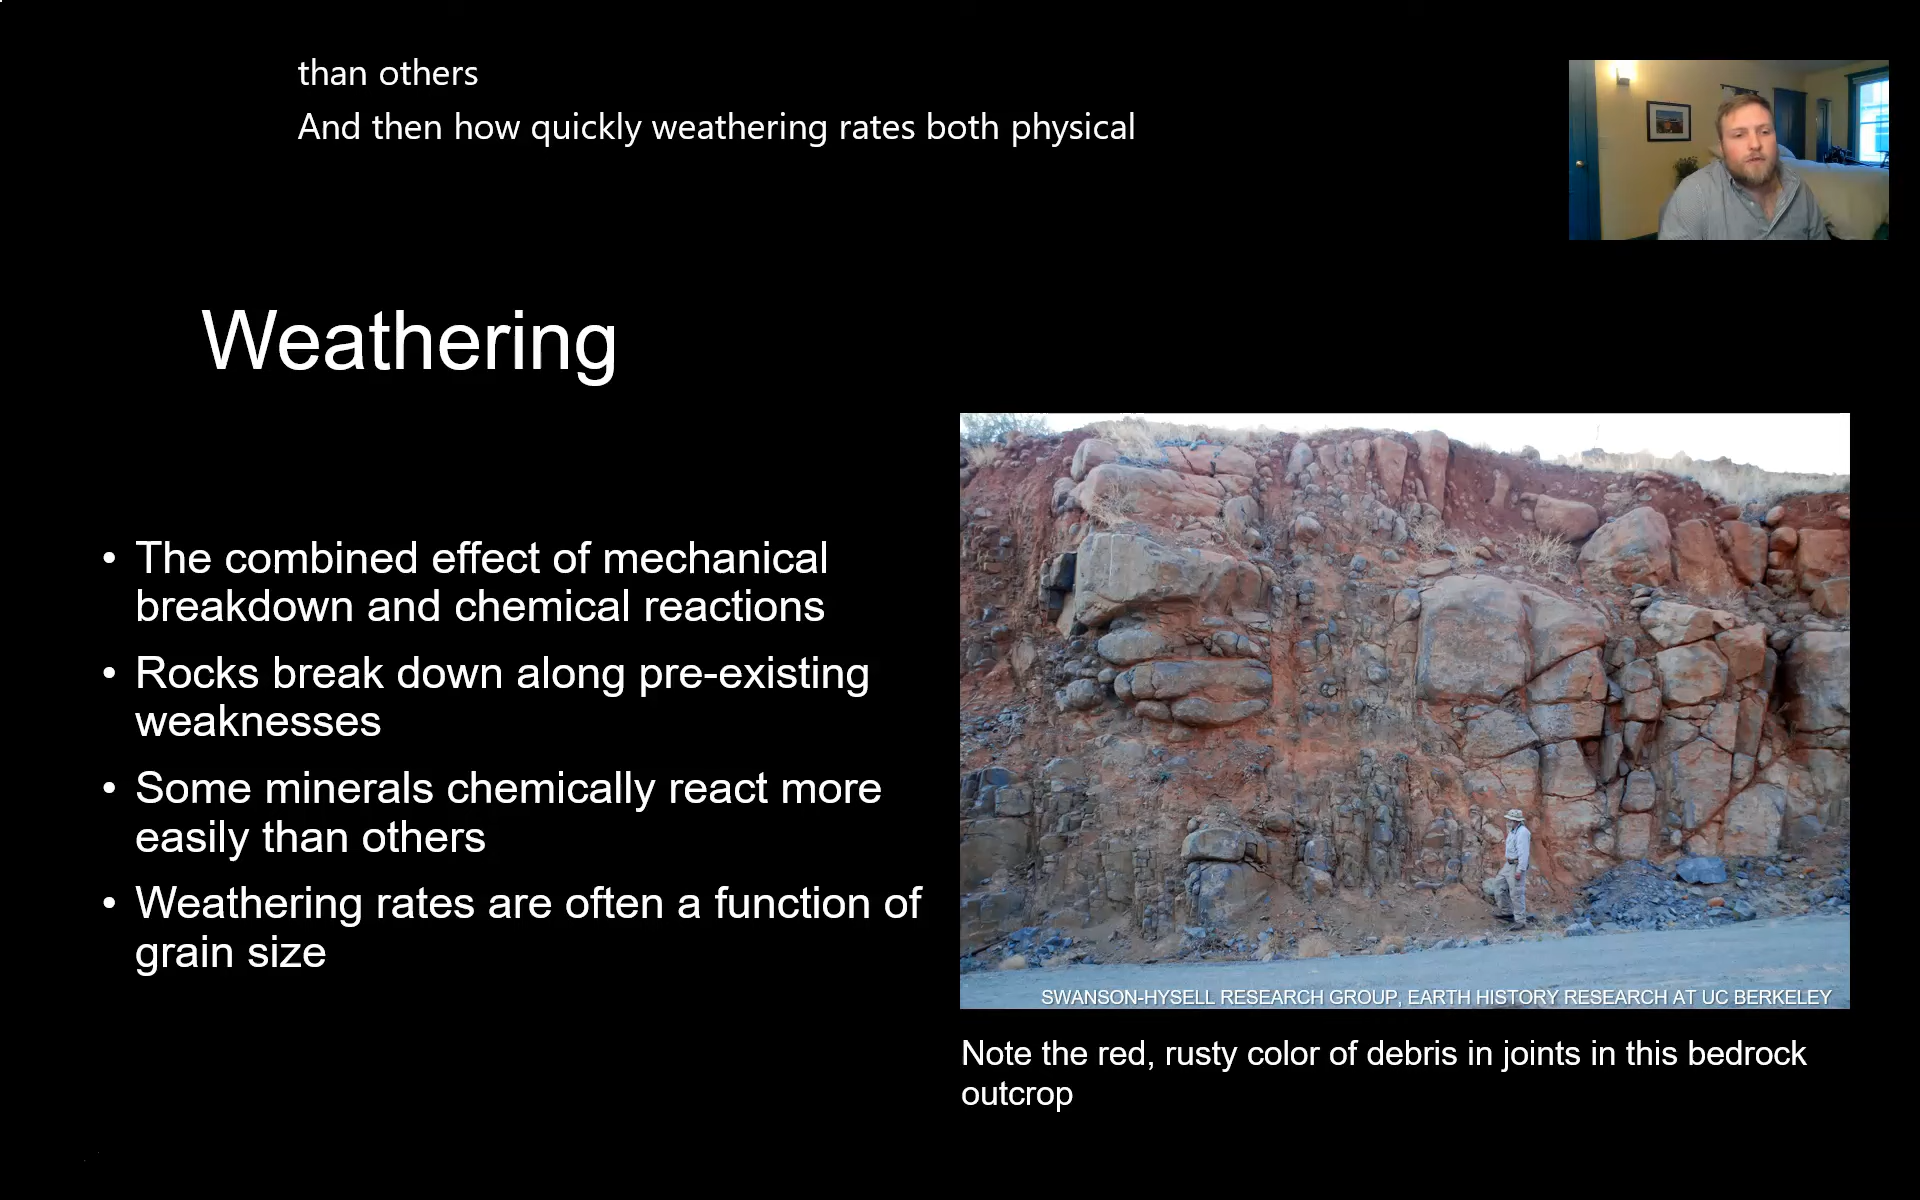 than others
And then how quickly weathering rates both physical
Weathering
• The combined effect of mechanical
breakdown and chemical reactions
• Rocks break down along pre-existing
weaknesses
• Some minerals chemically react more
easily than others
• Weathering rates are often a function of
grain size
SWANSON-HYSELL RESEARCH GROUP, EARTH HISTORY RESEARCH AT UC BERKELEY
Note the red, rusty color of debris in joints in this bedrock
outcrop